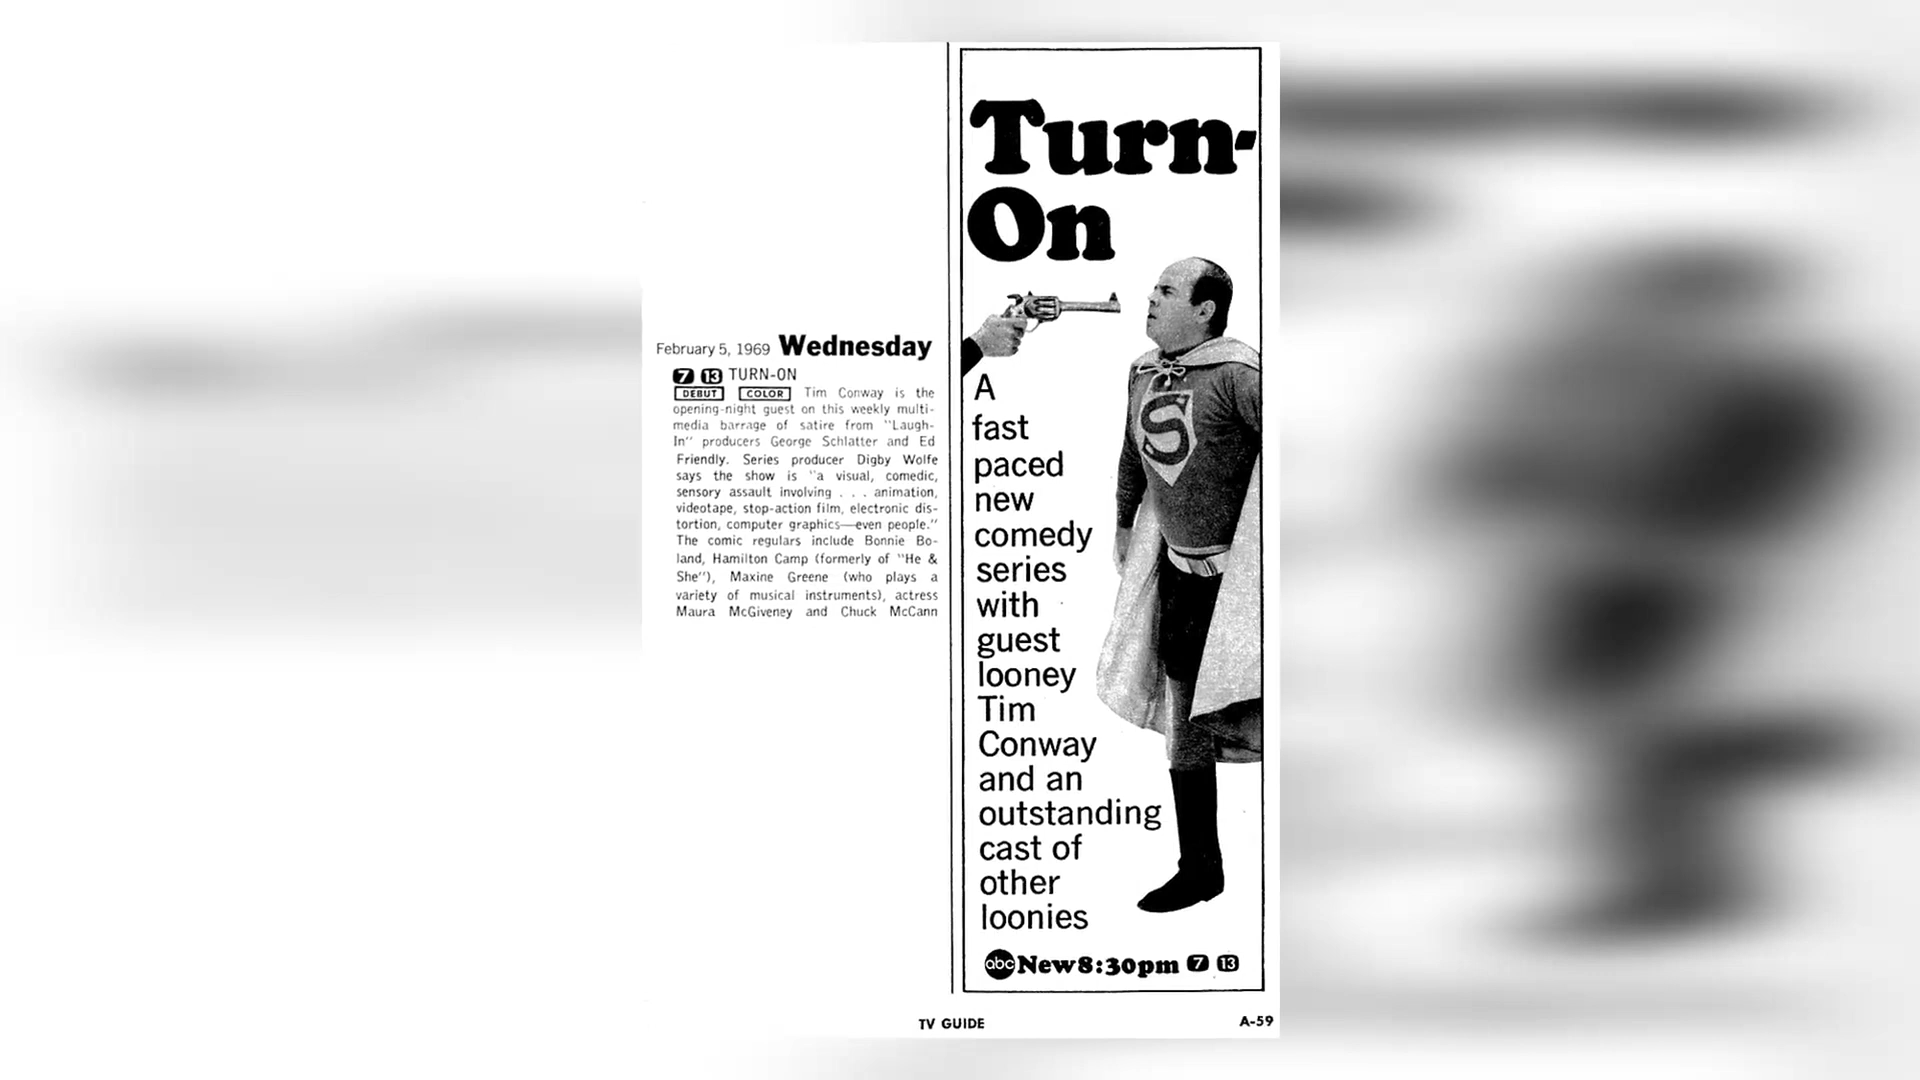 February 5, 1969 Wednesday
7 13 TURN-ON
DEBUT COLOR Tim Conway is the
opening-night guest on this weekly multi-
media barrage of satire from "Laugh-
In" producers George Schlatter and Ed
Friendly. Series producer Digby Wolfe
says the show is "a visual, comedic,
sensory assault involving . . . animation,
videotape, stop-action film, electronic dis-
tortion, computer graphics—even people."
The comic regulars include Bonnie Bo-
land, Hamilton Camp (formerly of "He &
She"), Maxine Greene (who plays a
variety of musical instruments), actress
Maura McGiveney and Chuck McCann
Turn-
On
S
A
fast
paced
new
comedy
series
with
guest
looney
Tim
Conway
and an
outstanding
cast of
other
loonies
abc New 8:30pm 7 13
TV GUIDE
A-59